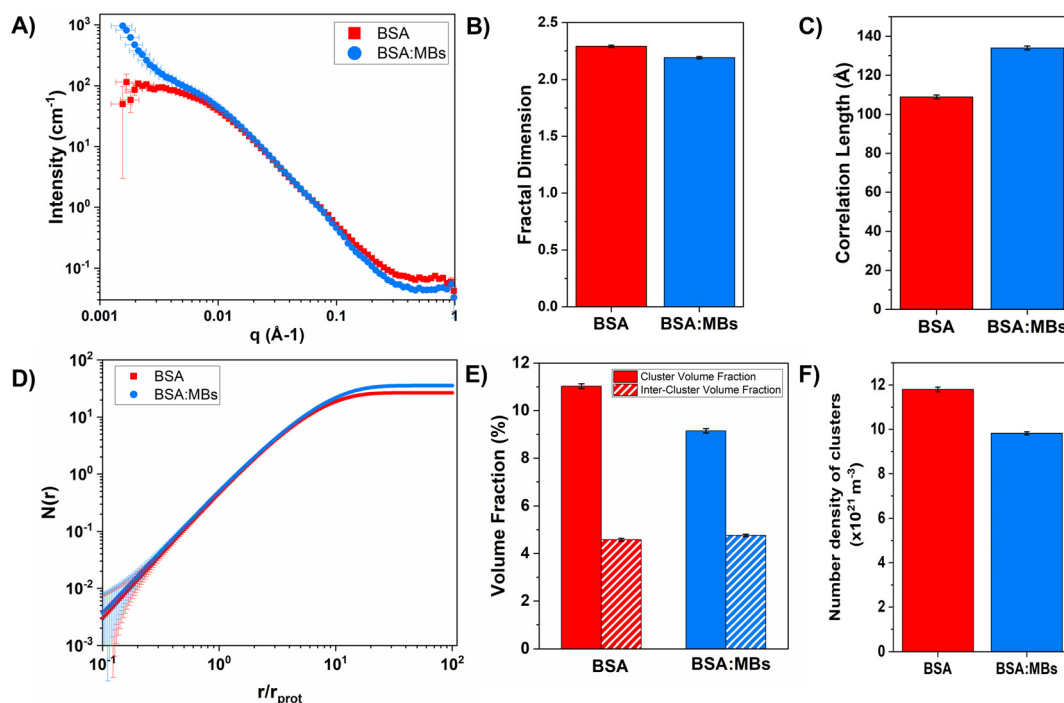 A)
10³
10²
10¹
10⁰
10⁻¹
Intensity (cm⁻¹)
BSA
BSA:MBs
0.001
0.01
0.1
1
q (Å-1)
B)
2.5
2.0
1.5
1.0
0.5
0.0
Fractal Dimension
BSA
BSA:MBs
C)
140
120
100
80
60
40
20
0
Correlation Length (Å)
BSA
BSA:MBs
D)
10²
10¹
10⁰
10⁻¹
10⁻²
10⁻³
N(r)
BSA
BSA:MBs
10⁻¹
10⁰
10¹
10²
r/rprot
E)
12
10
8
6
4
2
0
Volume Fraction (%)
Cluster Volume Fraction
Inter-Cluster Volume Fraction
BSA
BSA:MBs
F)
12
10
8
6
4
2
0
Number density of clusters
(x10²¹ m⁻³)
BSA
BSA:MBs